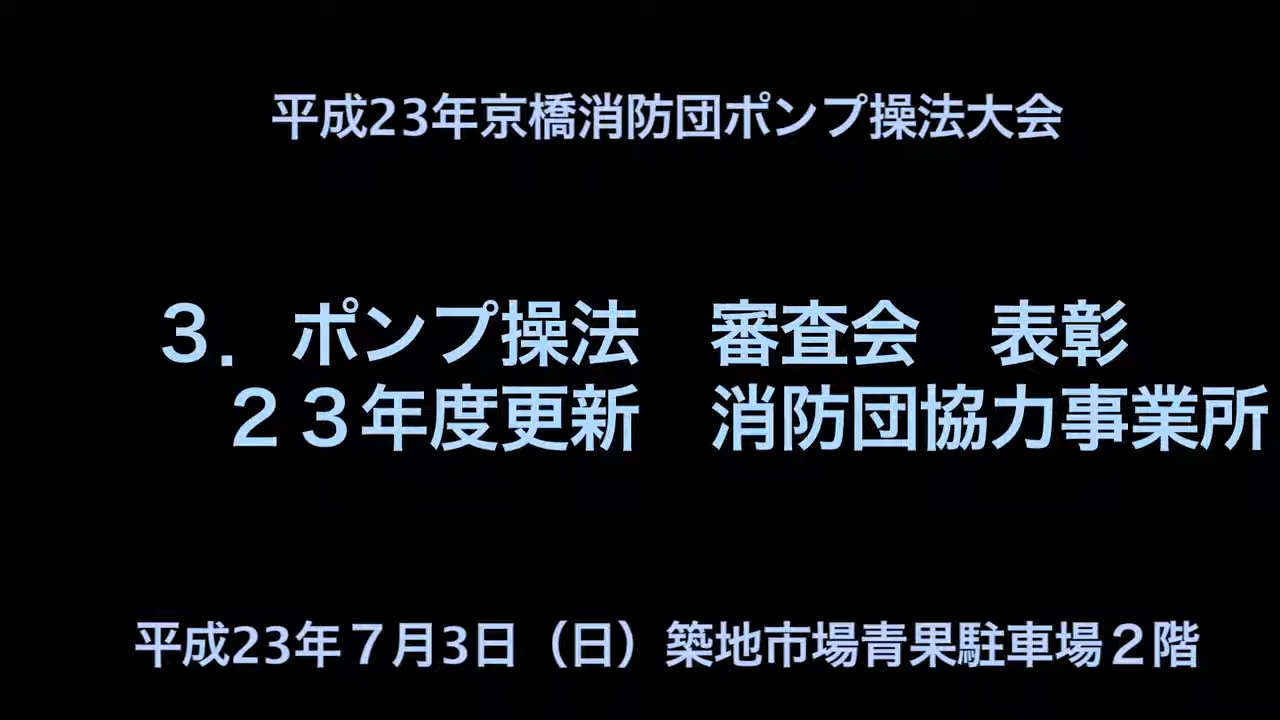 平成23年京橋消防団ポンプ操法大会
３．ポンプ操法　審査会　表彰
２３年度更新　消防団協力事業所
平成23年７月3日（日）築地市場青果駐車場２階